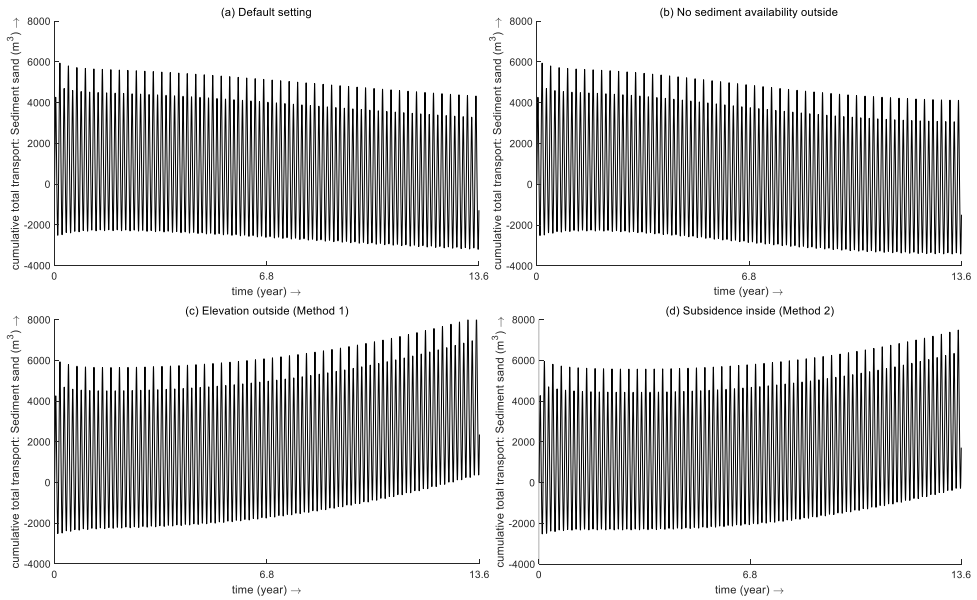 (a) Default setting
cumulative total transport: Sediment sand (m³) →
8000
6000
4000
2000
0
-2000
-4000
0 6.8 13.6
time (year) →
(b) No sediment availability outside
cumulative total transport: Sediment sand (m³) →
8000
6000
4000
2000
0
-2000
-4000
0 6.8 13.6
time (year) →
(c) Elevation outside (Method 1)
cumulative total transport: Sediment sand (m³) →
8000
6000
4000
2000
0
-2000
-4000
0 6.8 13.6
time (year) →
(d) Subsidence inside (Method 2)
cumulative total transport: Sediment sand (m³) →
8000
6000
4000
2000
0
-2000
-4000
0 6.8 13.6
time (year) →